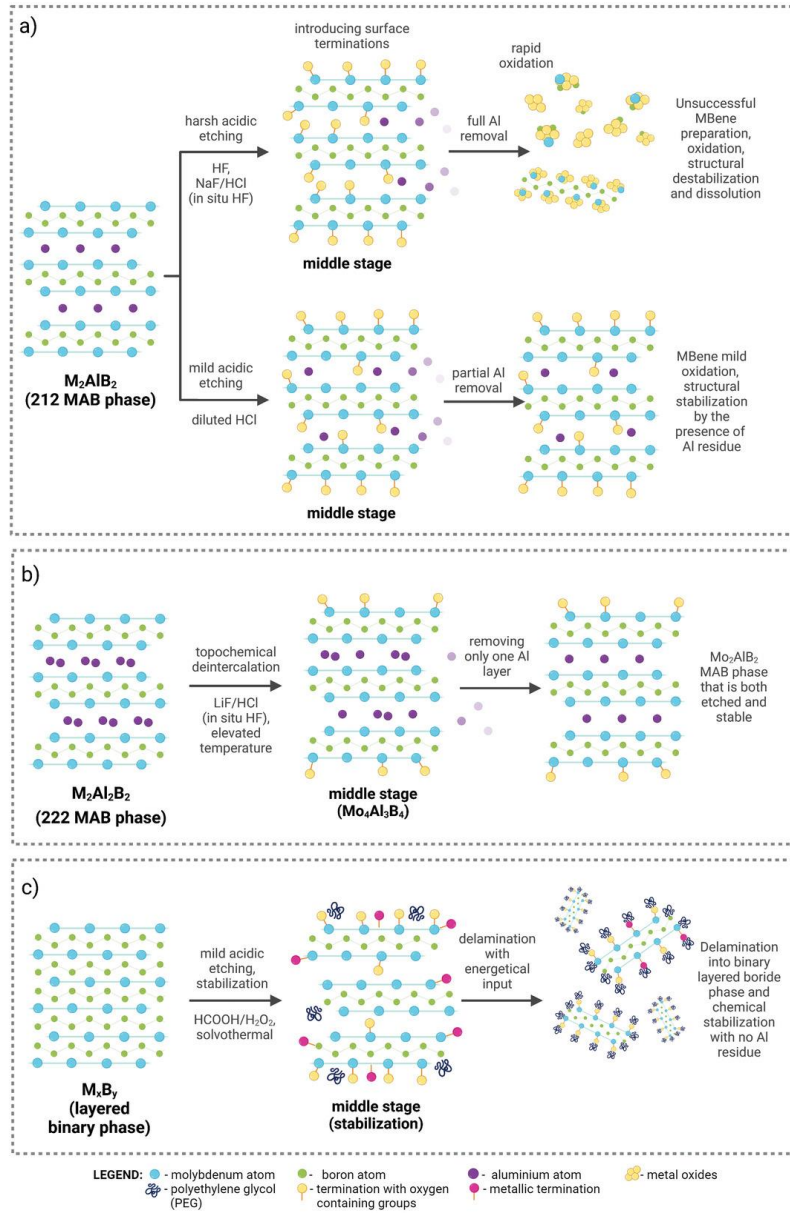 a)
introducing surface
terminations
harsh acidic
etching
HF,
NaF/HCl
(in situ HF)
full Al
removal
rapid
oxidation
Unsuccessful
MBene
preparation,
oxidation,
structural
destabilization
and dissolution
middle stage
M₂AlB₂
(212 MAB phase)
mild acidic
etching
diluted HCl
partial Al
removal
MBene mild
oxidation,
structural
stabilization
by the
presence of
Al residue
middle stage
b)
topochemical
deintercalation
LiF/HCl
(in situ HF),
elevated
temperature
removing
only one Al
layer
Mo₂AlB₂
MAB phase
that is both
etched and
stable
M₂Al₂B₂
(222 MAB phase)
middle stage
(Mo₄Al₃B₄)
c)
mild acidic
etching,
stabilization
HCOOH/H₂O₂,
solvothermal
delamination
with
energetical
input
Delamination
into binary
layered boride
phase and
chemical
stabilization
with no Al
residue
MₓBᵧ
(layered
binary phase)
middle stage
(stabilization)
LEGEND: - molybdenum atom - boron atom - aluminium atom - metal oxides
- polyethylene glycol (PEG) - termination with oxygen containing groups - metallic termination